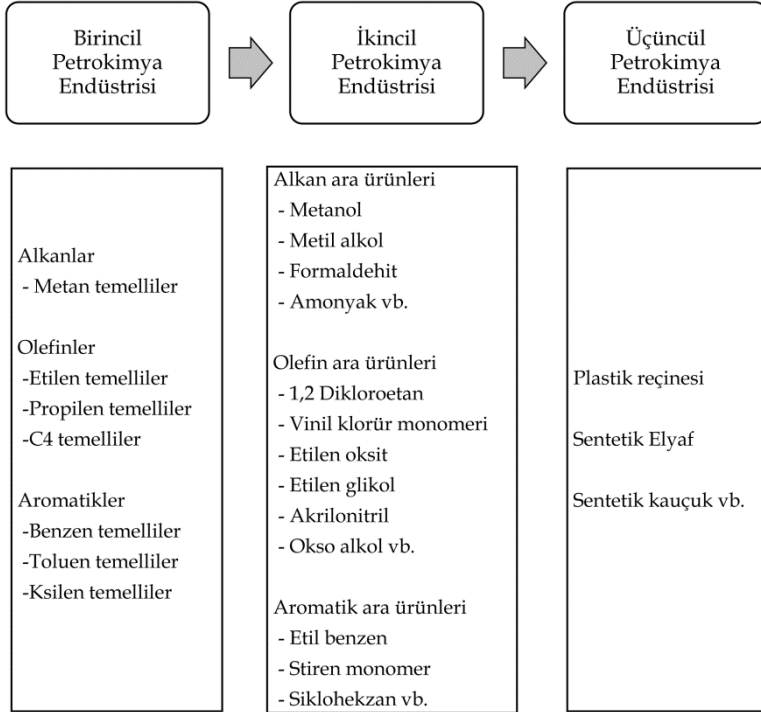 Birincil
Petrokimya
Endüstrisi
İkincil
Petrokimya
Endüstrisi
Üçüncül
Petrokimya
Endüstrisi
Alkanlar
- Metan temelliler
Olefinler
-Etilen temelliler
-Propilen temelliler
-C4 temelliler
Aromatikler
-Benzen temelliler
-Toluen temelliler
-Ksilen temelliler
Alkan ara ürünleri
- Metanol
- Metil alkol
- Formaldehit
- Amonyak vb.
Olefin ara ürünleri
- 1,2 Dikloroetan
- Vinil klorür monomeri
- Etilen oksit
- Etilen glikol
- Akrilonitril
- Okso alkol vb.
Aromatik ara ürünleri
- Etil benzen
- Stiren monomer
- Siklohekzan vb.
Plastik reçinesi
Sentetik Elyaf
Sentetik kauçuk vb.